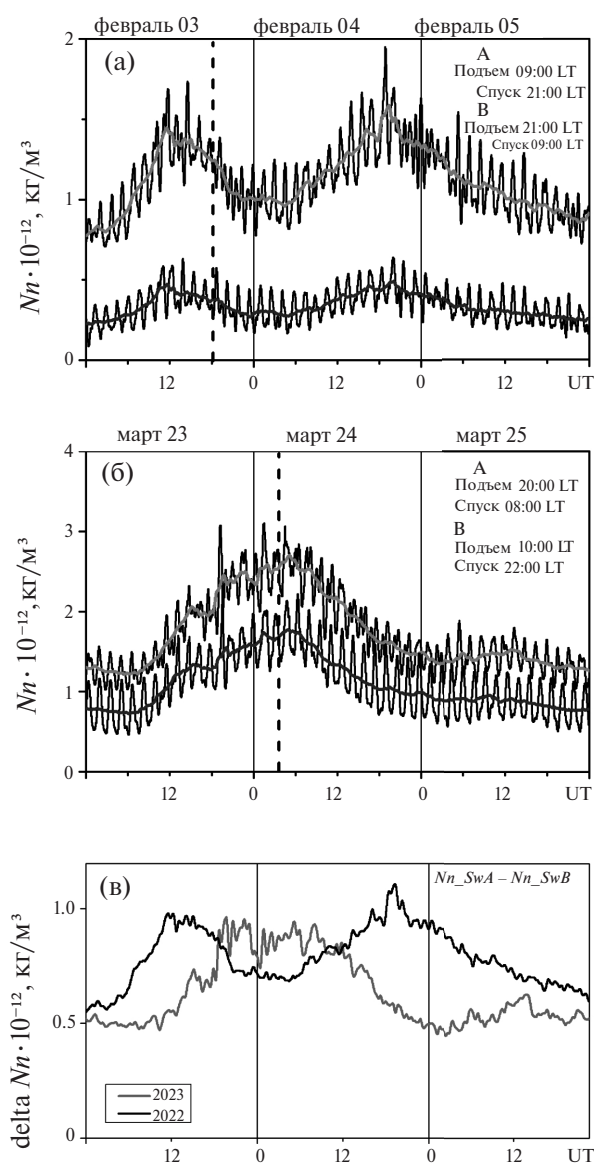 февраль 03 февраль 04 февраль 05
2
(а)
A
Подъем 09:00 LT
Спуск 21:00 LT
B
Подъем 21:00 LT
Спуск 09:00 LT
1
Nn · 10⁻¹², кг/м³
0
12 0 12 0 12 UT
март 23 март 24 март 25
4
(б)
A
Подъем 20:00 LT
Спуск 08:00 LT
B
Подъем 10:00 LT
Спуск 22:00 LT
3
2
1
Nn · 10⁻¹², кг/м³
0
12 0 12 0 12 UT
(в)
Nn_SwA – Nn_SwB
1.0
0.5
delta Nn · 10⁻¹², кг/м³
2023
2022
0
12 0 12 0 12 UT